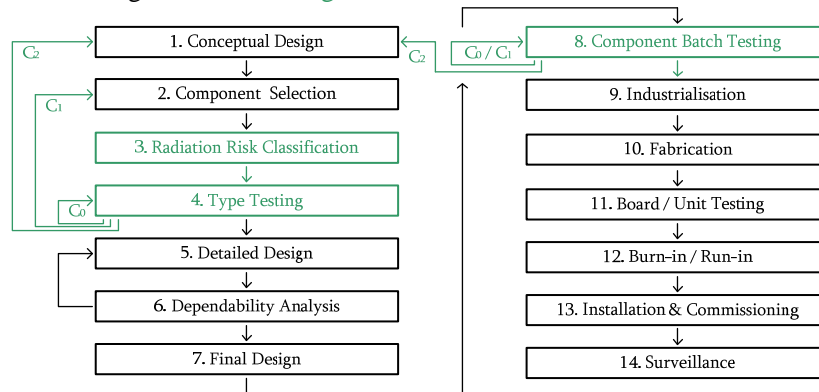 1. Conceptual Design
C₂
2. Component Selection
C₁
3. Radiation Risk Classification
4. Type Testing
C₀
5. Detailed Design
6. Dependability Analysis
7. Final Design
8. Component Batch Testing
C₀ / C₁
C₂
9. Industrialisation
10. Fabrication
11. Board / Unit Testing
12. Burn-in / Run-in
13. Installation & Commissioning
14. Surveillance